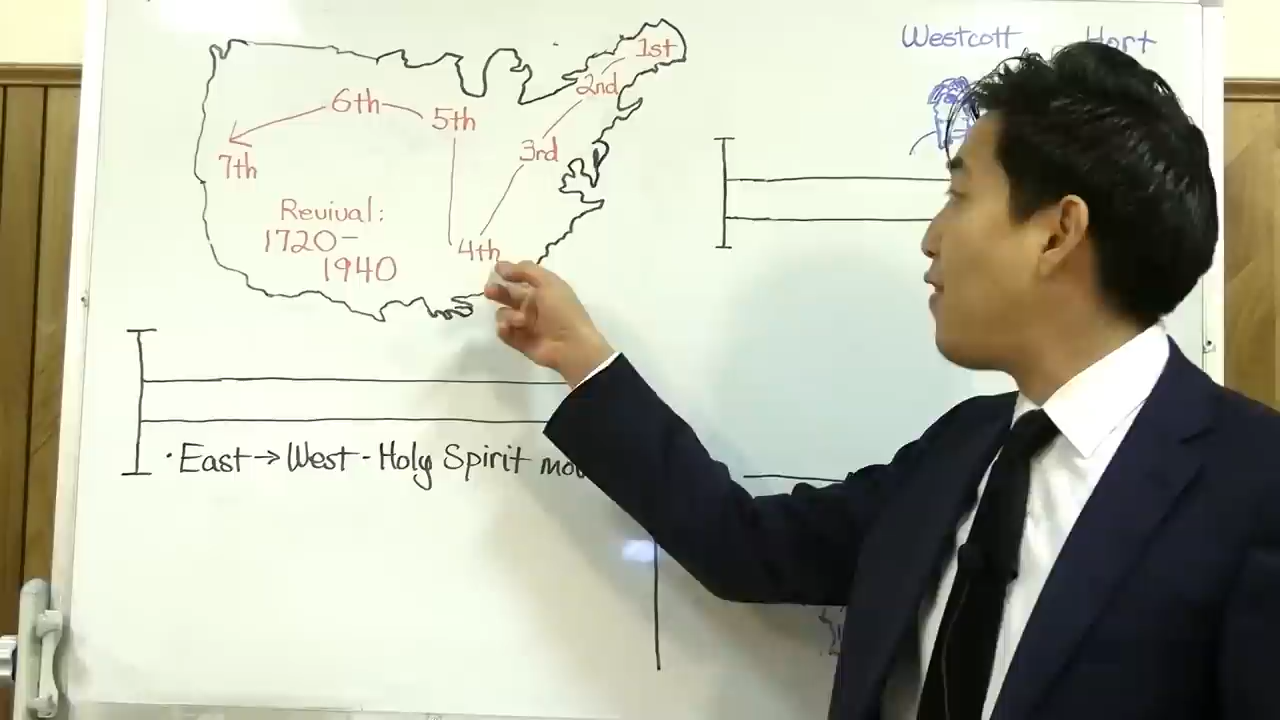 Westcott Hort
1st
2nd
3rd
4th
5th
6th
7th
Revival:
1720-
1940
· East → West - Holy Spirit